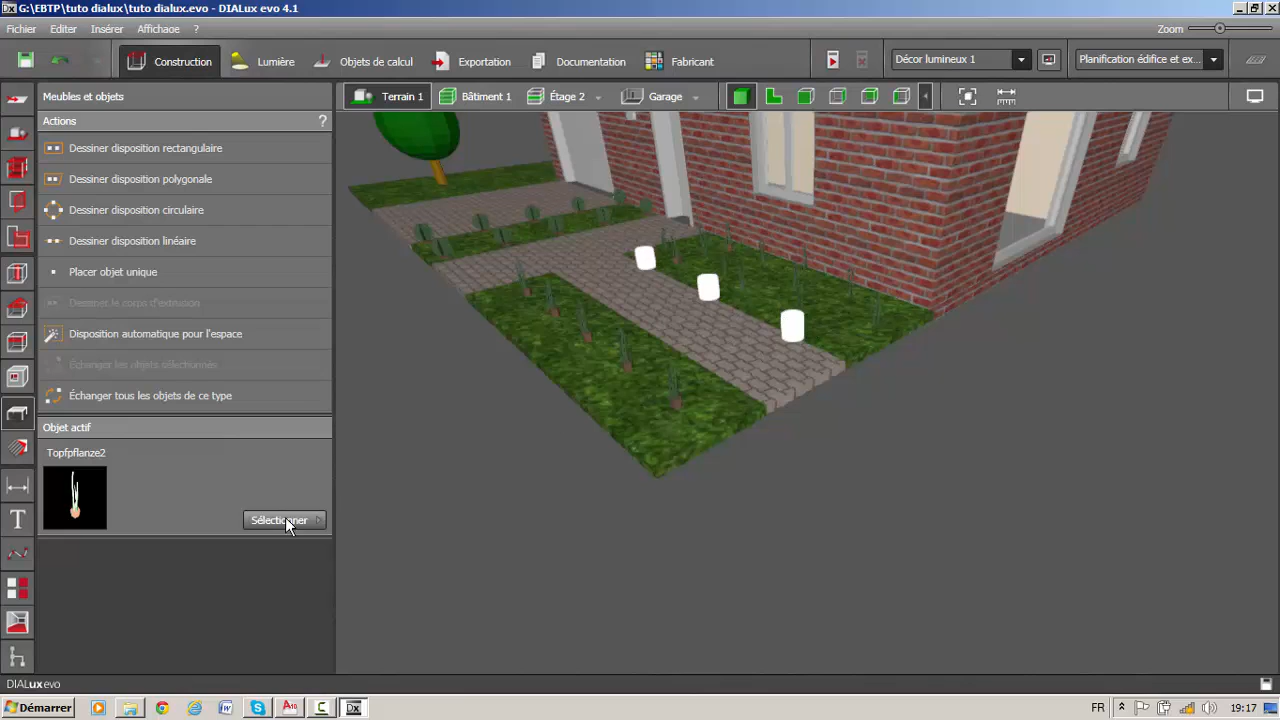 G:\EBTP\tuto dialux\tuto dialux.evo - DIALux evo 4.1
Fichier Editer Insérer Affichage ? Zoom
Construction Lumière Objets de calcul Exportation Documentation Fabricant Décor lumineux 1 Planification édifice et ex...
Meubles et objets Terrain 1 Bâtiment 1 Étage 2 Garage
Actions ?
Dessiner disposition rectangulaire
Dessiner disposition polygonale
Dessiner disposition circulaire
Dessiner disposition linéaire
Placer objet unique
Dessiner le corps d'extrusion
Disposition automatique pour l'espace
Échanger les objets sélectionnés
Échanger tous les objets de ce type
Objet actif
Topfpflanze2
Sélectionner
T
DIALux evo
Démarrer FR 19:17